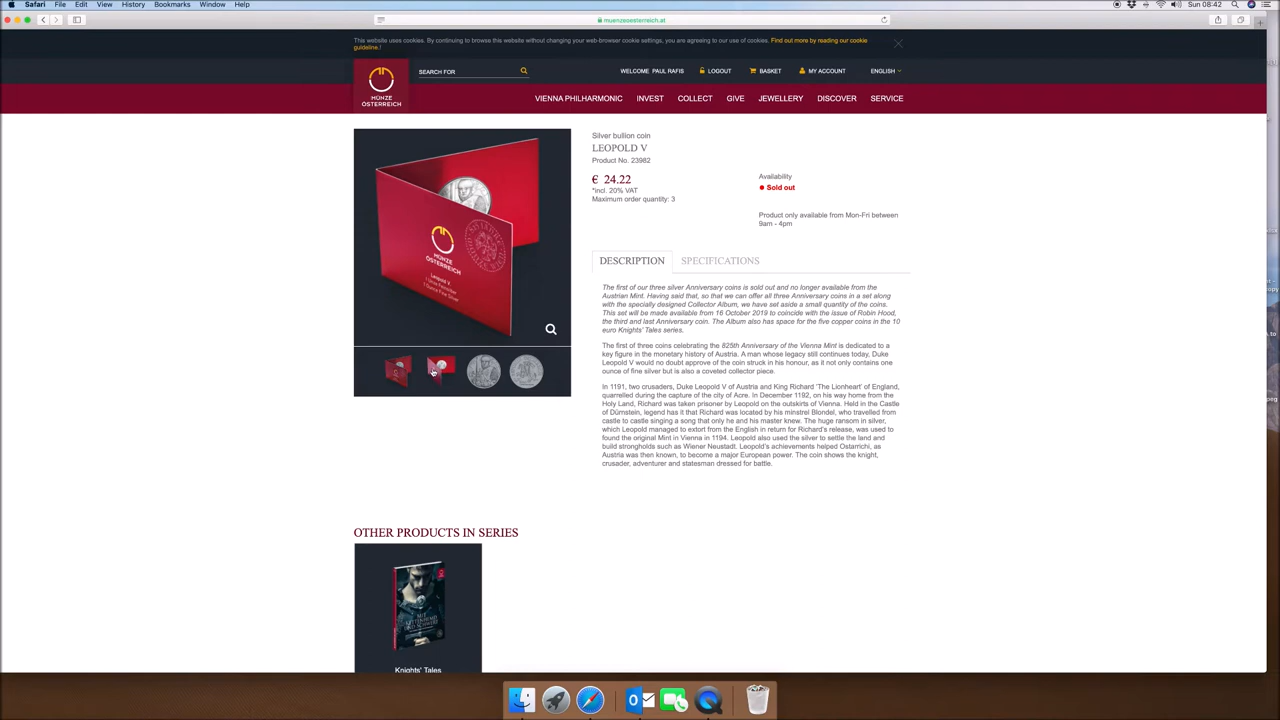 Safari File Edit View History Bookmarks Window Help
Sun 08:42
muenzeoesterreich.at
This website uses cookies. By continuing to browse this website without changing your web-browser cookie settings, you are agreeing to our use of cookies. Find out more by reading our cookie
guideline.!
MÜNZE
ÖSTERREICH
SEARCH FOR
WELCOME PAUL RAFIS LOGOUT BASKET MY ACCOUNT ENGLISH
VIENNA PHILHARMONIC INVEST COLLECT GIVE JEWELLERY DISCOVER SERVICE
MÜNZE
ÖSTERREICH
Leopold V.
1 Unze Feinsilber
1 Ounce Fine Silver
Silver bullion coin
LEOPOLD V
Product No. 23982
€ 24.22
*incl. 20% VAT
Maximum order quantity: 3
Availability
Sold out
Product only available from Mon-Fri between
9am - 4pm
DESCRIPTION SPECIFICATIONS
The first of our three silver Anniversary coins is sold out and no longer available from the
Austrian Mint. Having said that, so that we can offer all three Anniversary coins in a set along
with the specially designed Collector Album, we have set aside a small quantity of the coins.
This set will be made available from 16 October 2019 to coincide with the issue of Robin Hood,
the third and last Anniversary coin. The Album also has space for the five copper coins in the 10
euro Knights' Tales series.
The first of three coins celebrating the 825th Anniversary of the Vienna Mint is dedicated to a
key figure in the monetary history of Austria. A man whose legacy still continues today, Duke
Leopold V would no doubt approve of the coin struck in his honour, as it not only contains one
ounce of fine silver but is also a coveted collector piece.
In 1191, two crusaders, Duke Leopold V of Austria and King Richard 'The Lionheart' of England,
quarrelled during the capture of the city of Acre. In December 1192, on his way home from the
Holy Land, Richard was taken prisoner by Leopold on the outskirts of Vienna. Held in the Castle
of Dürnstein, legend has it that Richard was located by his minstrel Blondel, who travelled from
castle to castle singing a song that only he and his master knew. The huge ransom in silver,
which Leopold managed to extort from the English in return for Richard's release, was used to
found the original Mint in Vienna in 1194. Leopold also used the silver to settle the land and
build strongholds such as Wiener Neustadt. Leopold's achievements helped Ostarrichi, as
Austria was then known, to become a major European power. The coin shows the knight,
crusader, adventurer and statesman dressed for battle.
OTHER PRODUCTS IN SERIES
MIT
KETTENHEMD
UND SCHWERT
Knights' Tales